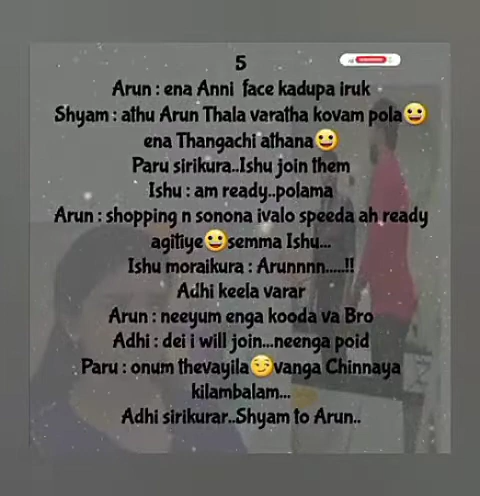 5
Arun : ena Anni face kadupa iruk
Shyam : athu Arun Thala varatha kovam pola😀
ena Thangachi athana😀
Paru sirikura..Ishu join them
Ishu : am ready..polama
Arun : shopping n sonona ivalo speeda ah ready
agitiye😀semma Ishu...
Ishu moraikura : Arunnnn.....!!
Adhi keela varar
Arun : neeyum enga kooda va Bro
Adhi : dei i will join...neenga poid
Paru : onum thevayila😏vanga Chinnaya
kilambalam...
Adhi sirikurar..Shyam to Arun..